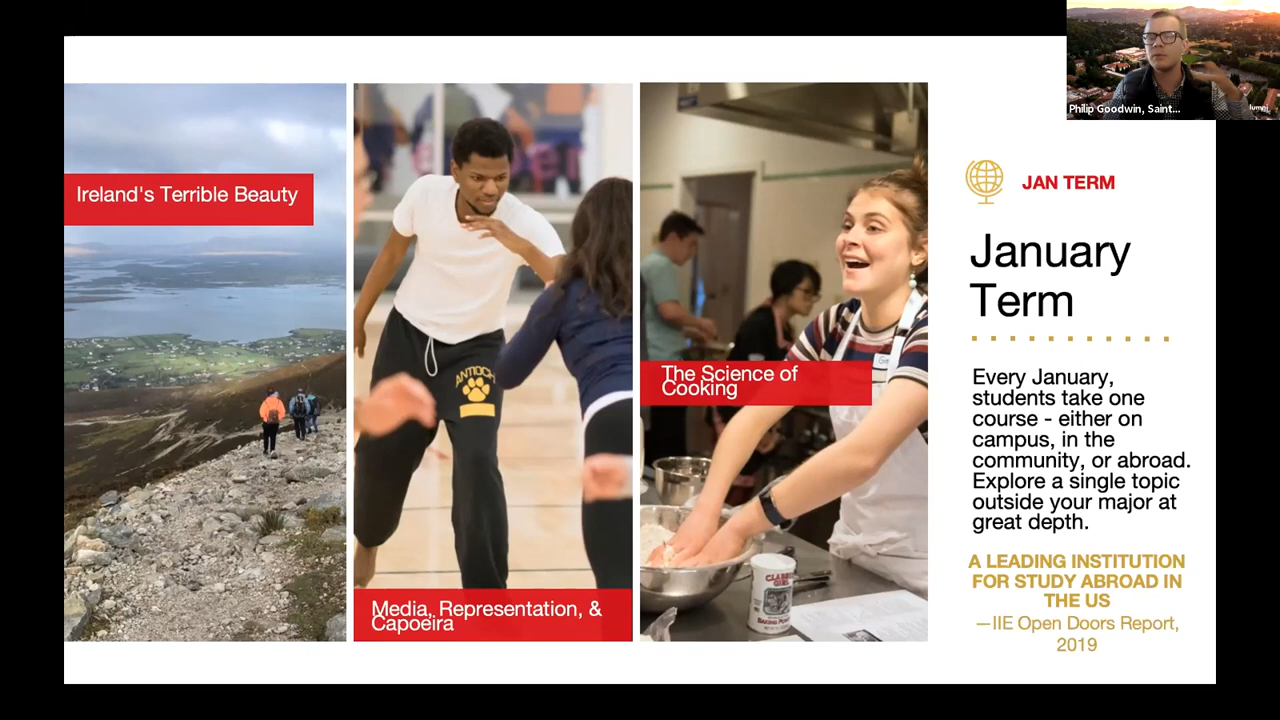 Philip Goodwin, Saint...
Ireland's Terrible Beauty
ANTIOCH
Media, Representation, &
Capoeira
The Science of
Cooking
CLABBER
GIRL
BAKING POWDER
JAN TERM
January
Term
Every January,
students take one
course - either on
campus, in the
community, or abroad.
Explore a single topic
outside your major at
great depth.
A LEADING INSTITUTION
FOR STUDY ABROAD IN
THE US
—IIE Open Doors Report,
2019